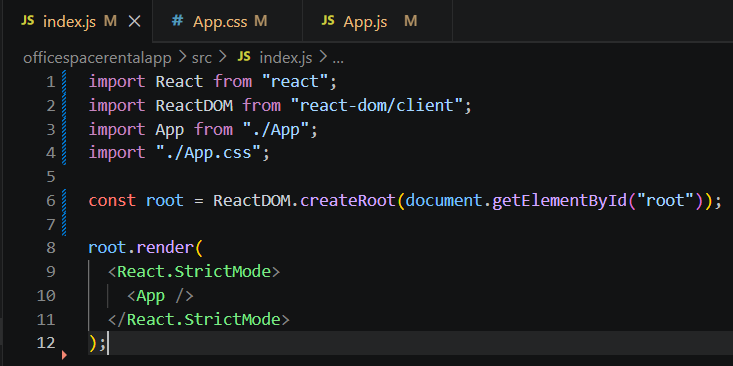 JS index.js M ×
# App.css M
JS App.js M
officespacerentalapp > src > JS index.js > ...
1 import React from "react";
2 import ReactDOM from "react-dom/client";
3 import App from "./App";
4 import "./App.css";
5
6 const root = ReactDOM.createRoot(document.getElementById("root"));
7
8 root.render(
9   <React.StrictMode>
10     <App />
11   </React.StrictMode>
12 );